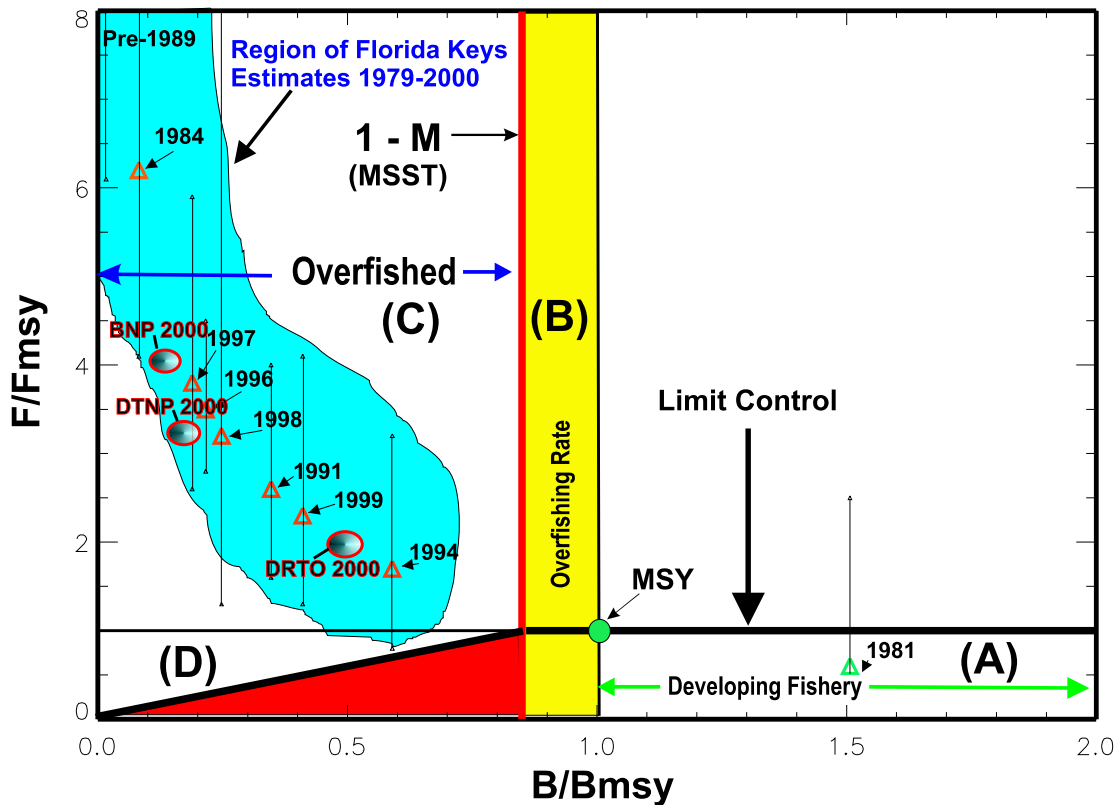 8
Pre-1989
Region of Florida Keys
Estimates 1979-2000
1 - M
(MSST)
1984
6
Overfished
(C)
(B)
BNP 2000
1997
4
1996
DTNP 2000
1998
Limit Control
1991
1999
2
DRTO 2000
1994
Overfishing Rate
MSY
(D)
1981
(A)
Developing Fishery
0
0.0
0.5
1.0
1.5
2.0
F/Fmsy
B/Bmsy